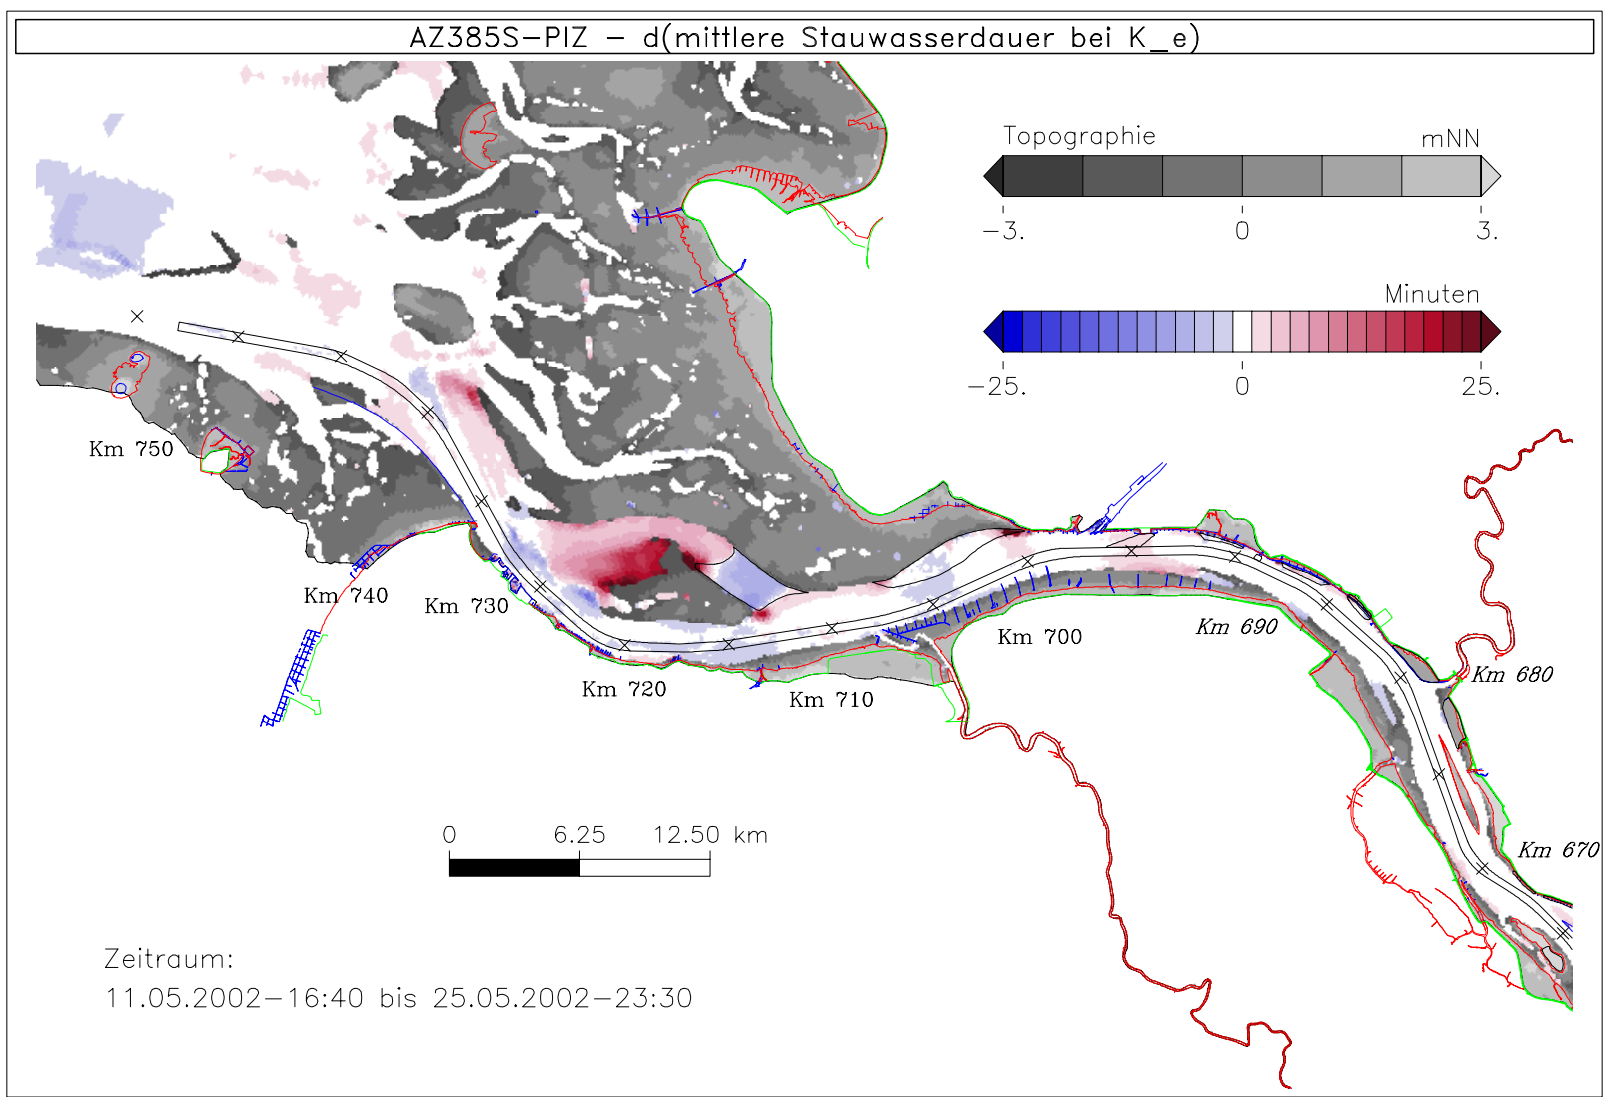 AZ385S-PIZ - d(mittlere Stauwasserdauer bei K_e)
Topographie mNN
-3. 0 3.
Minuten
-25. 0 25.
Km 750
Km 740
Km 730
Km 720
Km 710
Km 700
Km 690
Km 680
Km 670
0 6.25 12.50 km
Zeitraum:
11.05.2002-16:40 bis 25.05.2002-23:30